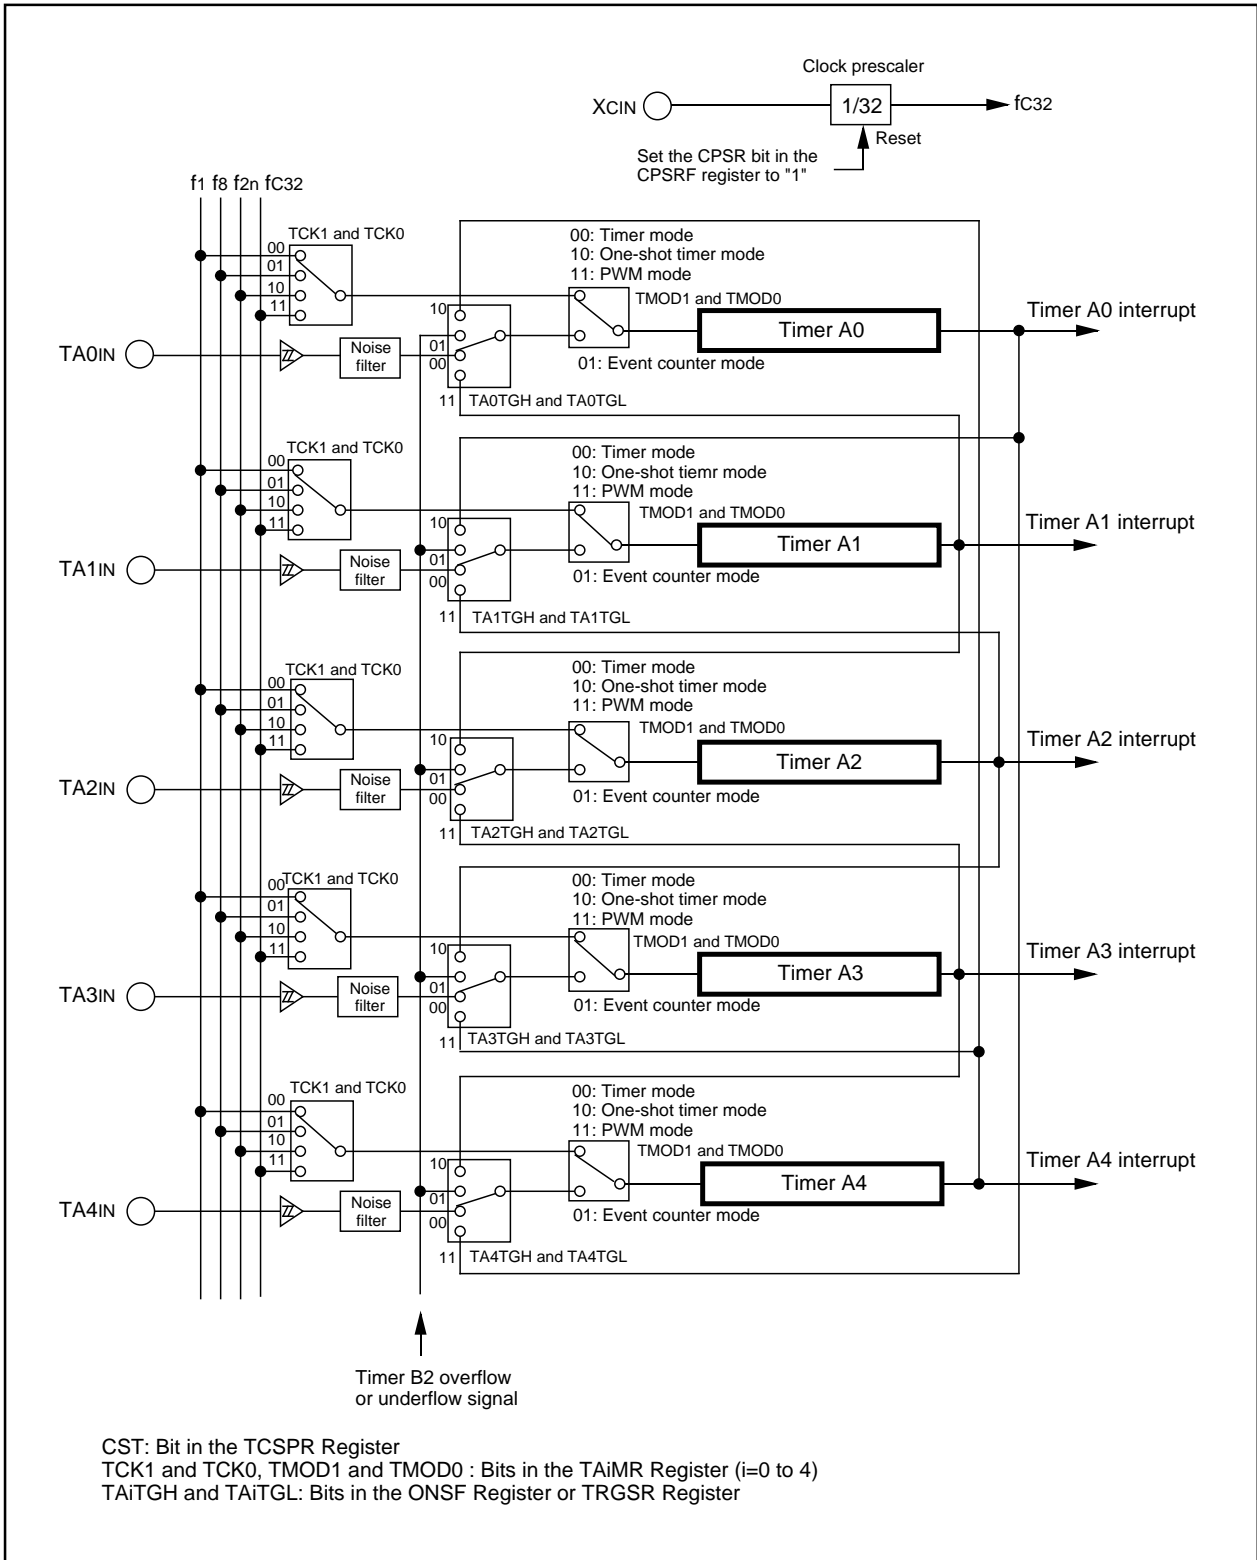 Clock prescaler
XCIN
1/32
fC32
Reset
Set the CPSR bit in the
CPSRF register to "1"
f1 f8 f2n fC32
TCK1 and TCK0
00
01
10
11
00: Timer mode
10: One-shot timer mode
11: PWM mode
TMOD1 and TMOD0
10
01
00
11
TA0IN
Noise
filter
Timer A0
Timer A0 interrupt
01: Event counter mode
TA0TGH and TA0TGL
TCK1 and TCK0
00
01
10
11
00: Timer mode
10: One-shot tiemr mode
11: PWM mode
TMOD1 and TMOD0
10
01
00
11
TA1IN
Noise
filter
Timer A1
Timer A1 interrupt
01: Event counter mode
TA1TGH and TA1TGL
TCK1 and TCK0
00
01
10
11
00: Timer mode
10: One-shot timer mode
11: PWM mode
TMOD1 and TMOD0
10
01
00
11
TA2IN
Noise
filter
Timer A2
Timer A2 interrupt
01: Event counter mode
TA2TGH and TA2TGL
TCK1 and TCK0
00
01
10
11
00: Timer mode
10: One-shot timer mode
11: PWM mode
TMOD1 and TMOD0
10
01
00
11
TA3IN
Noise
filter
Timer A3
Timer A3 interrupt
01: Event counter mode
TA3TGH and TA3TGL
TCK1 and TCK0
00
01
10
11
00: Timer mode
10: One-shot timer mode
11: PWM mode
TMOD1 and TMOD0
10
01
00
11
TA4IN
Noise
filter
Timer A4
Timer A4 interrupt
01: Event counter mode
TA4TGH and TA4TGL
Timer B2 overflow
or underflow signal
CST: Bit in the TCSPR Register
TCK1 and TCK0, TMOD1 and TMOD0 : Bits in the TAiMR Register (i=0 to 4)
TAiTGH and TAiTGL: Bits in the ONSF Register or TRGSR Register